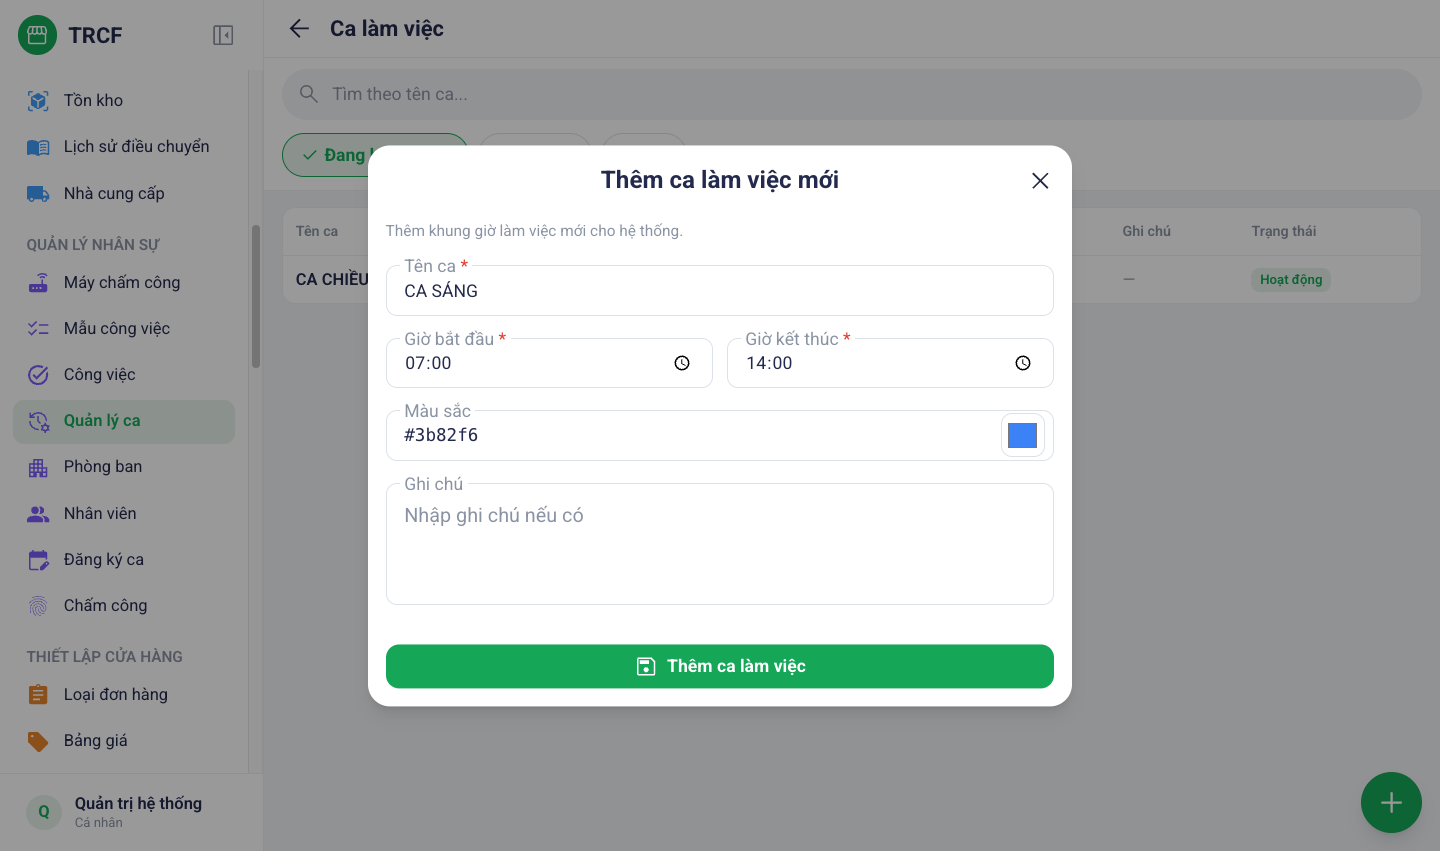 TRCF
Tồn kho
Lịch sử điều chuyển
Nhà cung cấp
QUẢN LÝ NHÂN SỰ
Máy chấm công
Mẫu công việc
Công việc
Quản lý ca
Phòng ban
Nhân viên
Đăng ký ca
Chấm công
THIẾT LẬP CỬA HÀNG
Loại đơn hàng
Bảng giá
Q
Quản trị hệ thống
Cá nhân
Ca làm việc
Tìm theo tên ca...
Đang
Tên ca
Ghi chú
Trạng thái
CA CHIỀU
—
Hoạt động
Thêm ca làm việc mới
Thêm khung giờ làm việc mới cho hệ thống.
Tên ca *
CA SÁNG
Giờ bắt đầu *
07:00
Giờ kết thúc *
14:00
Màu sắc
#3b82f6
Ghi chú
Nhập ghi chú nếu có
Thêm ca làm việc